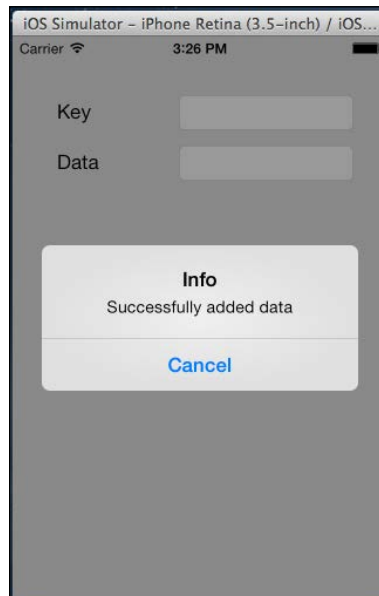 iOS Simulator – iPhone Retina (3.5-inch) / iOS...
Carrier 3:26 PM
Key
Data
Info
Successfully added data
Cancel